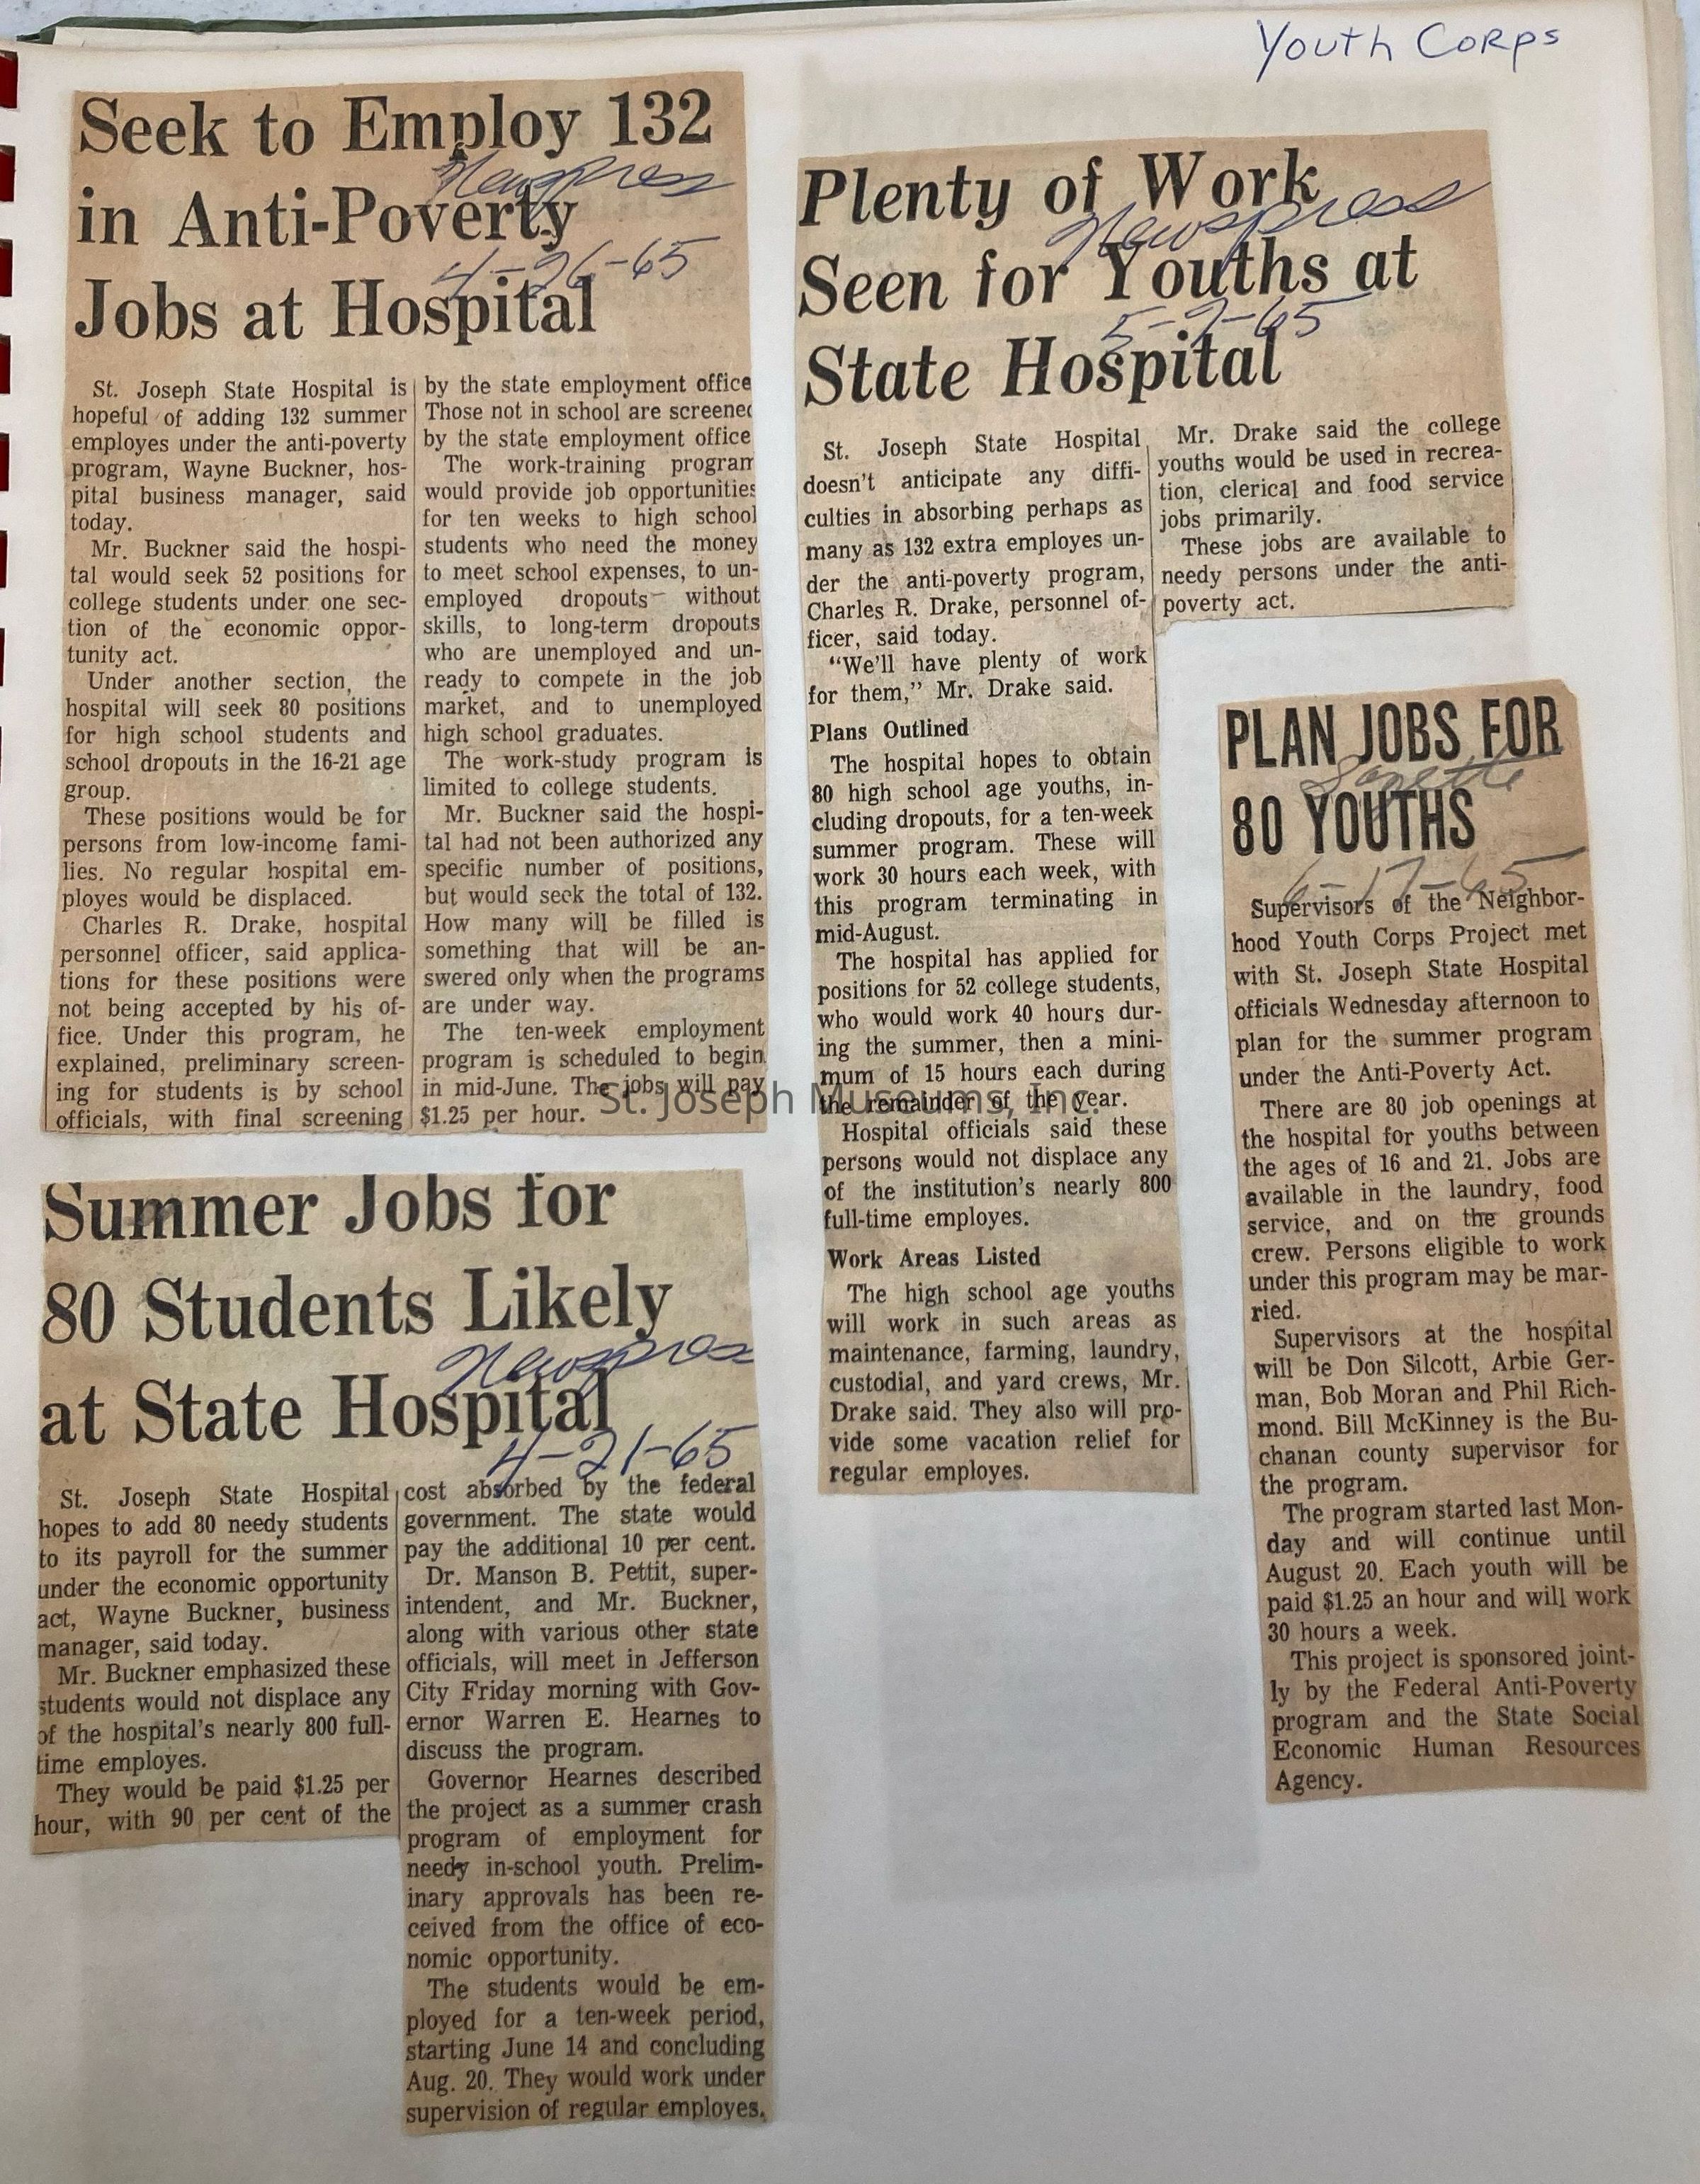 Youth Corps
Seek to Employ 132
Newspress
in Anti-Poverty
4-26-65
Jobs at Hospital
St. Joseph State Hospital is
hopeful of adding 132 summer
employes under the anti-poverty
program, Wayne Buckner, hos-
pital business manager, said
today.
Mr. Buckner said the hospi-
tal would seek 52 positions for
college students under one sec-
tion of the economic oppor-
tunity act.
Under another section, the
hospital will seek 80 positions
for high school students and
school dropouts in the 16-21 age
group.
These positions would be for
persons from low-income fami-
lies. No regular hospital em-
ployes would be displaced.
Charles R. Drake, hospital
personnel officer, said applica-
tions for these positions were
not being accepted by his of-
fice. Under this program, he
explained, preliminary screen-
ing for students is by school
officials, with final screening
by the state employment office
Those not in school are screened
by the state employment office
The work-training program
would provide job opportunities
for ten weeks to high school
students who need the money
to meet school expenses, to un-
employed dropouts without
skills, to long-term dropouts
who are unemployed and un-
ready to compete in the job
market, and to unemployed
high school graduates.
The work-study program is
limited to college students.
Mr. Buckner said the hospi-
tal had not been authorized any
specific number of positions,
but would seek the total of 132.
How many will be filled is
something that will be an-
swered only when the programs
are under way.
The ten-week employment
program is scheduled to begin
in mid-June. The jobs will pay
$1.25 per hour.
Summer Jobs for
80 Students Likely
Newspress
at State Hospital
4-21-65
St. Joseph State Hospital
hopes to add 80 needy students
to its payroll for the summer
under the economic opportunity
act, Wayne Buckner, business
manager, said today.
Mr. Buckner emphasized these
students would not displace any
of the hospital's nearly 800 full-
time employes.
They would be paid $1.25 per
hour, with 90 per cent of the
cost absorbed by the federal
government. The state would
pay the additional 10 per cent.
Dr. Manson B. Pettit, super-
intendent, and Mr. Buckner,
along with various other state
officials, will meet in Jefferson
City Friday morning with Gov-
ernor Warren E. Hearnes to
discuss the program.
Governor Hearnes described
the project as a summer crash
program of employment for
needy in-school youth. Prelim-
inary approvals has been re-
ceived from the office of eco-
nomic opportunity.
The students would be em-
ployed for a ten-week period,
starting June 14 and concluding
Aug. 20. They would work under
supervision of regular employes.
Plenty of Work
Newspress
Seen for Youths at
5-2-65
State Hospital
St. Joseph State Hospital
doesn't anticipate any diffi-
culties in absorbing perhaps as
many as 132 extra employes un-
der the anti-poverty program,
Charles R. Drake, personnel of-
ficer, said today.
"We'll have plenty of work
for them," Mr. Drake said.
Plans Outlined
The hospital hopes to obtain
80 high school age youths, in-
cluding dropouts, for a ten-week
summer program. These will
work 30 hours each week, with
this program terminating in
mid-August.
The hospital has applied for
positions for 52 college students,
who would work 40 hours dur-
ing the summer, then a mini-
mum of 15 hours each during
the remainder of the year.
Hospital officials said these
persons would not displace any
of the institution's nearly 800
full-time employes.
Work Areas Listed
The high school age youths
will work in such areas as
maintenance, farming, laundry,
custodial, and yard crews, Mr.
Drake said. They also will pro-
vide some vacation relief for
regular employes.
Mr. Drake said the college
youths would be used in recrea-
tion, clerical and food service
jobs primarily.
These jobs are available to
needy persons under the anti-
poverty act.
PLAN JOBS FOR
Gazette
80 YOUTHS
6-17-65
Supervisors of the Neighbor-
hood Youth Corps Project met
with St. Joseph State Hospital
officials Wednesday afternoon to
plan for the summer program
under the Anti-Poverty Act.
There are 80 job openings at
the hospital for youths between
the ages of 16 and 21. Jobs are
available in the laundry, food
service, and on the grounds
crew. Persons eligible to work
under this program may be mar-
ried.
Supervisors at the hospital
will be Don Silcott, Arbie Ger-
man, Bob Moran and Phil Rich-
mond. Bill McKinney is the Bu-
chanan county supervisor for
the program.
The program started last Mon-
day and will continue until
August 20. Each youth will be
paid $1.25 an hour and will work
30 hours a week.
This project is sponsored joint-
ly by the Federal Anti-Poverty
program and the State Social
Economic Human Resources
Agency.
St. Joseph Museums, Inc.